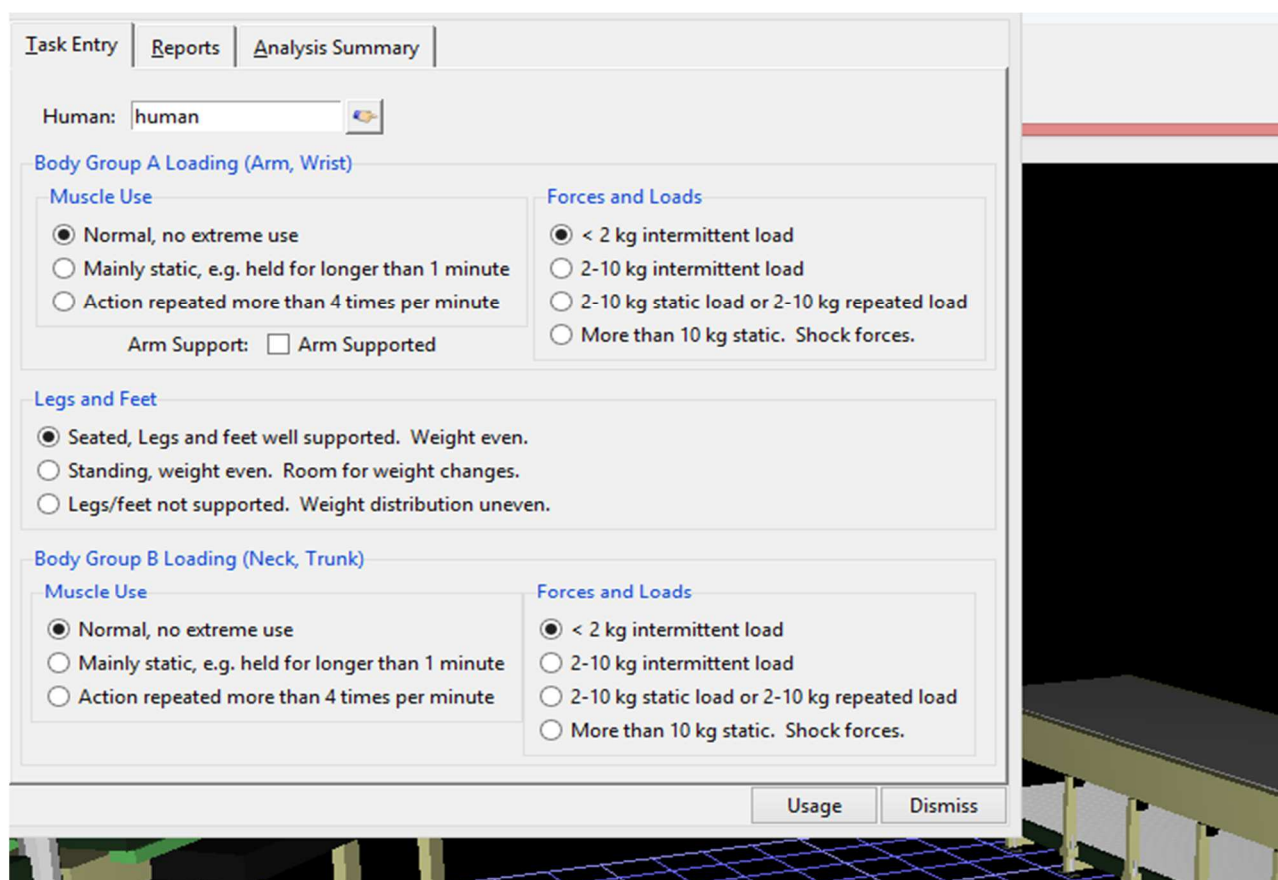 Task Entry Reports Analysis Summary
Human: human
Body Group A Loading (Arm, Wrist)
Muscle Use
Normal, no extreme use
Mainly static, e.g. held for longer than 1 minute
Action repeated more than 4 times per minute
Arm Support: Arm Supported
Forces and Loads
< 2 kg intermittent load
2-10 kg intermittent load
2-10 kg static load or 2-10 kg repeated load
More than 10 kg static. Shock forces.
Legs and Feet
Seated, Legs and feet well supported. Weight even.
Standing, weight even. Room for weight changes.
Legs/feet not supported. Weight distribution uneven.
Body Group B Loading (Neck, Trunk)
Muscle Use
Normal, no extreme use
Mainly static, e.g. held for longer than 1 minute
Action repeated more than 4 times per minute
Forces and Loads
< 2 kg intermittent load
2-10 kg intermittent load
2-10 kg static load or 2-10 kg repeated load
More than 10 kg static. Shock forces.
Usage Dismiss